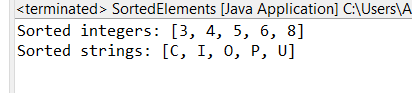 <terminated> SortedElements [Java Application] C:\Users\A
Sorted integers: [3, 4, 5, 6, 8]
Sorted strings: [C, I, O, P, U]